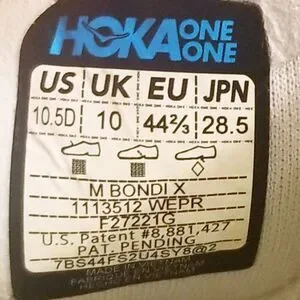 HOKA ONE ONE
US UK EU JPN
10.5D 10 44⅔ 28.5
M BONDI X
1113512 WEPR
F27221G
U.S. Patent #8,881,427
PAT. PENDING
7BS44FS2U4SY8@2